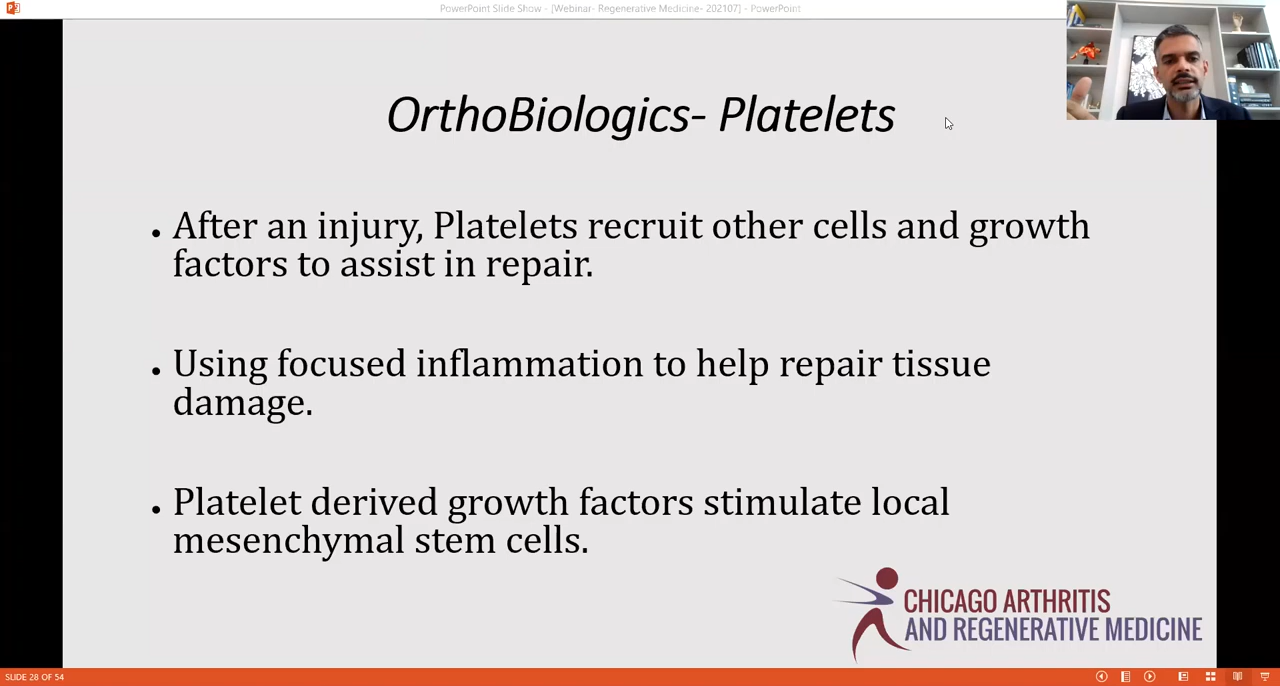 PowerPoint Slide Show - [Webinar- Regenerative Medicine- 202107] - PowerPoint
OrthoBiologics- Platelets
• After an injury, Platelets recruit other cells and growth
factors to assist in repair.
• Using focused inflammation to help repair tissue
damage.
• Platelet derived growth factors stimulate local
mesenchymal stem cells.
CHICAGO ARTHRITIS
AND REGENERATIVE MEDICINE
SLIDE 28 OF 54